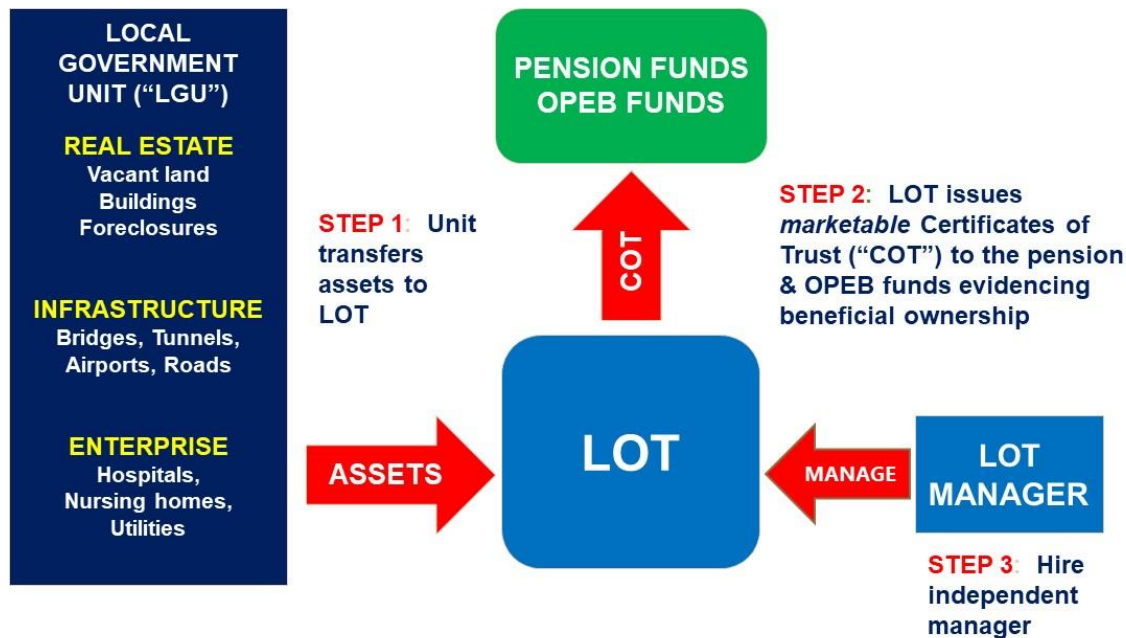 LOCAL
GOVERNMENT
UNIT (“LGU”)
REAL ESTATE
Vacant land
Buildings
Foreclosures
INFRASTRUCTURE
Bridges, Tunnels,
Airports, Roads
ENTERPRISE
Hospitals,
Nursing homes,
Utilities
STEP 1: Unit
transfers
assets to
LOT
ASSETS
PENSION FUNDS
OPEB FUNDS
COT
LOT
STEP 2: LOT issues
marketable Certificates of
Trust (“COT”) to the pension
& OPEB funds evidencing
beneficial ownership
MANAGE
LOT
MANAGER
STEP 3: Hire
independent
manager